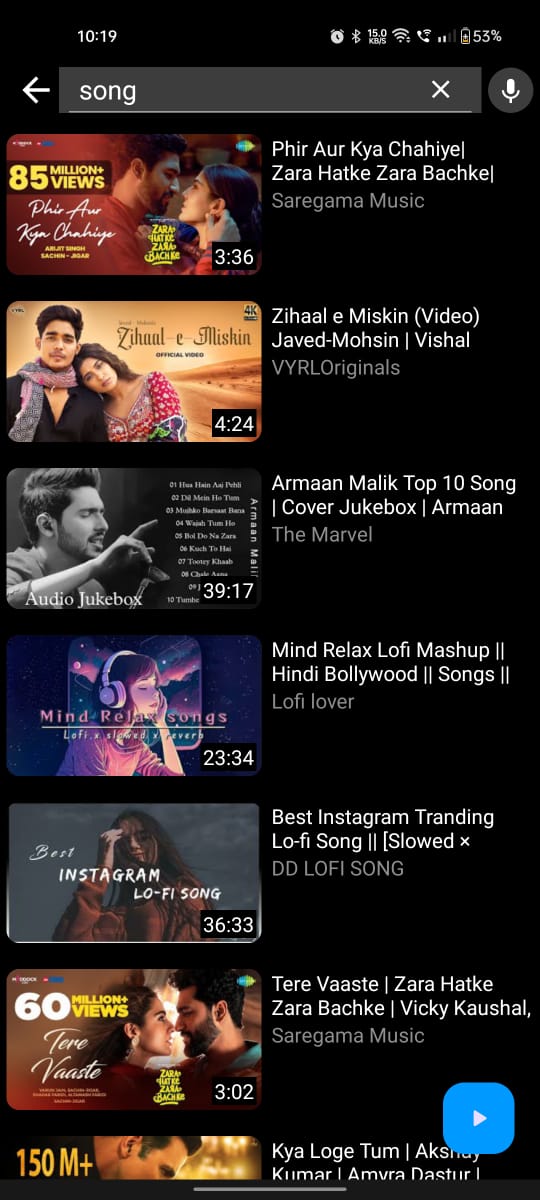 10:19
15.0
KB/S
53%
song
85 MILLION+
VIEWS
Phir Aur
Kya Chahiye
ARIJIT SINGH
SACHIN - JIGAR
ZARA
HATKE
ZARA
BACHKE
3:36
Phir Aur Kya Chahiye|
Zara Hatke Zara Bachke|
Saregama Music
VYRL
4K
Zihaal-e-Miskin
OFFICIAL VIDEO
4:24
Zihaal e Miskin (Video)
Javed-Mohsin | Vishal
VYRLOriginals
01 Hua Hain Aaj Pehli
02 Dil Mein Ho Tum
03 Mujhko Barsaat Bana
04 Wajah Tum Ho
05 Bol Do Na Zara
06 Kuch To Hai
07 Tootey Khaab
08 Chale Aana
09
10 Tumhe
Armaan Malik
Audio Jukebox
39:17
Armaan Malik Top 10 Song
| Cover Jukebox | Armaan
The Marvel
Mind Relax songs
Lofi x slowed x reverb
23:34
Mind Relax Lofi Mashup ||
Hindi Bollywood || Songs ||
Lofi lover
Best
INSTAGRAM
LO-FI SONG
36:33
Best Instagram Tranding
Lo-fi Song || [Slowed ×
DD LOFI SONG
60 MILLION+
VIEWS
Tere
Vaaste
SACHIN-JIGAR
ZARA
HATKE
ZARA
BACHKE
3:02
Tere Vaaste | Zara Hatke
Zara Bachke | Vicky Kaushal,
Saregama Music
150 M+
Kya Loge Tum | Akshay
Kumar | Amyra Dastur |